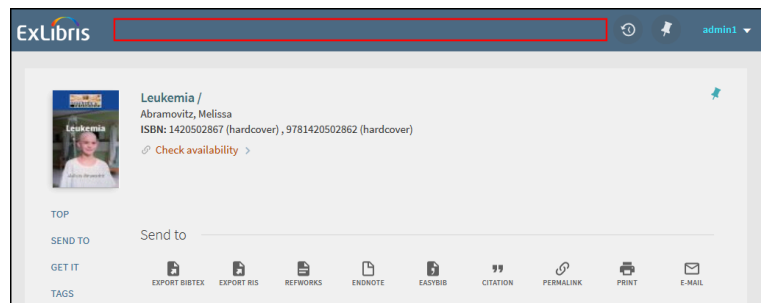 ExLibris
admin1
Leukemia /
Abramovitz, Melissa
ISBN: 1420502867 (hardcover) , 9781420502862 (hardcover)
Check availability >
Leukemia
TOP
SEND TO
GET IT
TAGS
Send to
EXPORT BIBTEX EXPORT RIS REFWORKS ENDNOTE EASYBIB CITATION PERMALINK PRINT E-MAIL